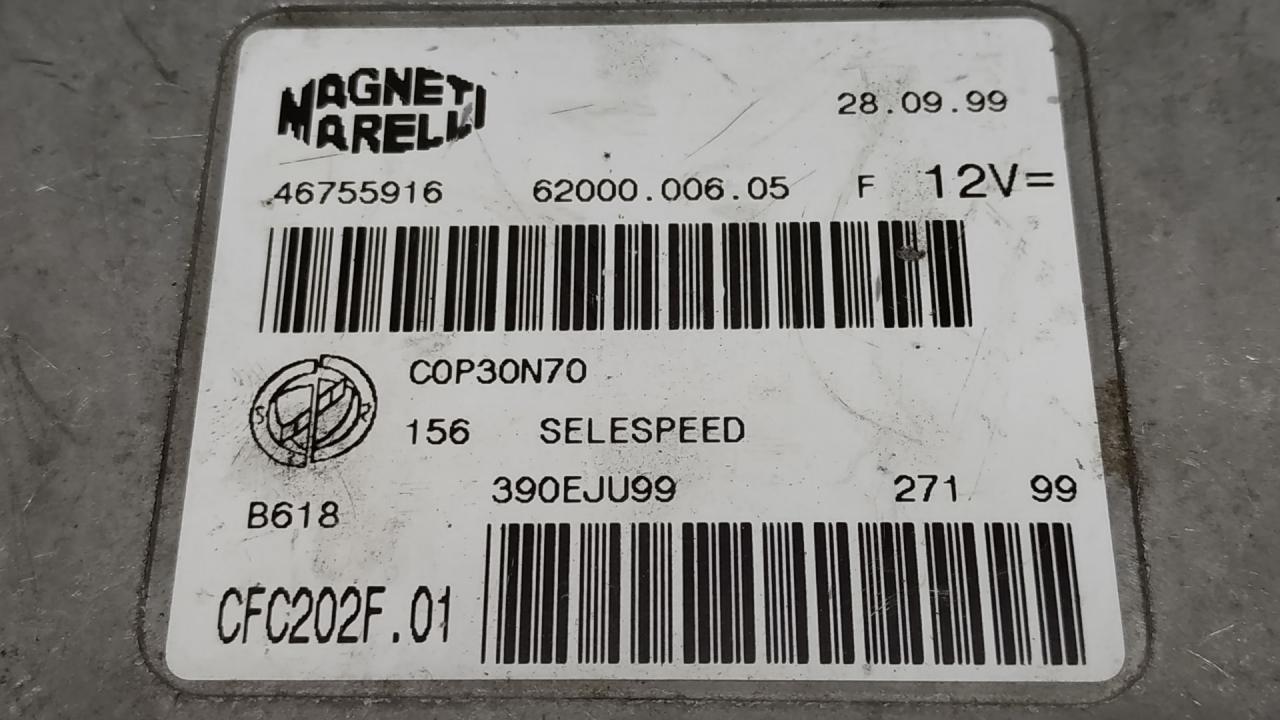 MAGNETI
MARELLI
28.09.99
46755916 62000.006.05 F 12V=
C0P30N70
156 SELESPEED
390EJU99 271 99
B618
CFC202F.01